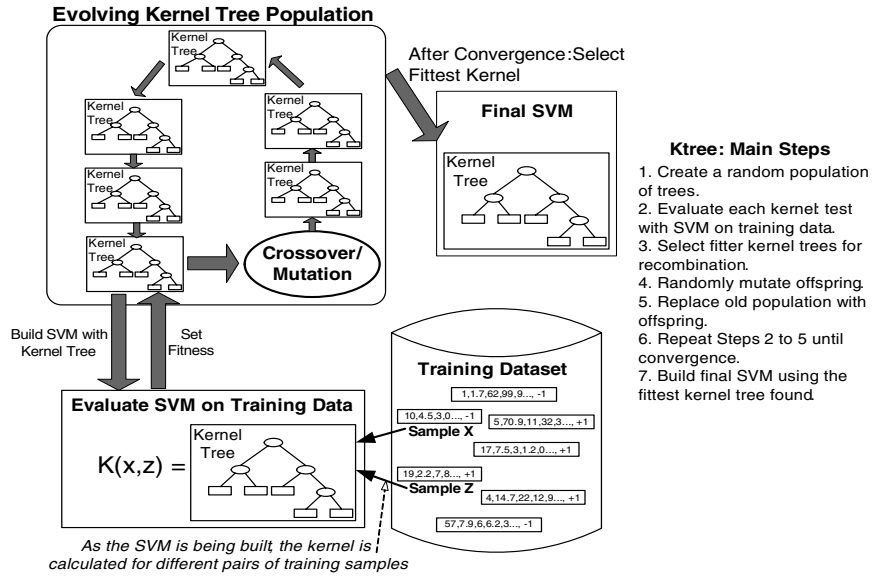 Evolving Kernel Tree Population
Kernel
Tree
Kernel
Tree
Kernel
Tree
Kernel
Tree
Kernel
Tree
Kernel
Tree
Crossover/
Mutation
After Convergence:Select
Fittest Kernel
Final SVM
Kernel
Tree
Ktree: Main Steps
1. Create a random population
of trees.
2. Evaluate each kernel: test
with SVM on training data.
3. Select fitter kernel trees for
recombination.
4. Randomly mutate offspring.
5. Replace old population with
offspring.
6. Repeat Steps 2 to 5 until
convergence.
7. Build final SVM using the
fittest kernel tree found.
Build SVM with
Kernel Tree
Set
Fitness
Evaluate SVM on Training Data
K(x,z) =
Kernel
Tree
Training Dataset
1,1.7,62,99,9..., -1
10,4.5,3,0..., -1
Sample X
5,70.9,11,32,3..., +1
17,7.5,3,1.2,0..., +1
19,2.2,7,8..., +1
Sample Z
4,14.7,22,12,9..., +1
57,7.9,6,6.2,3..., -1
As the SVM is being built, the kernel is
calculated for different pairs of training samples